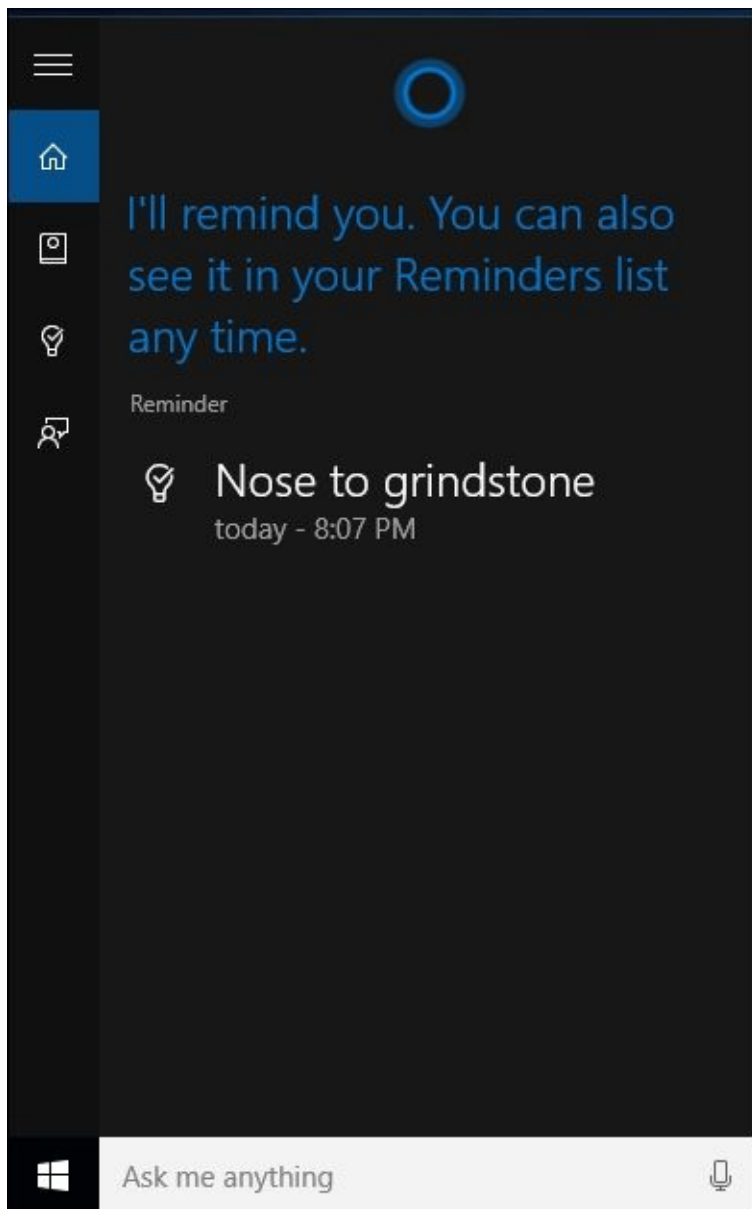 I'll remind you. You can also
see it in your Reminders list
any time.
Reminder
Nose to grindstone
today - 8:07 PM
Ask me anything